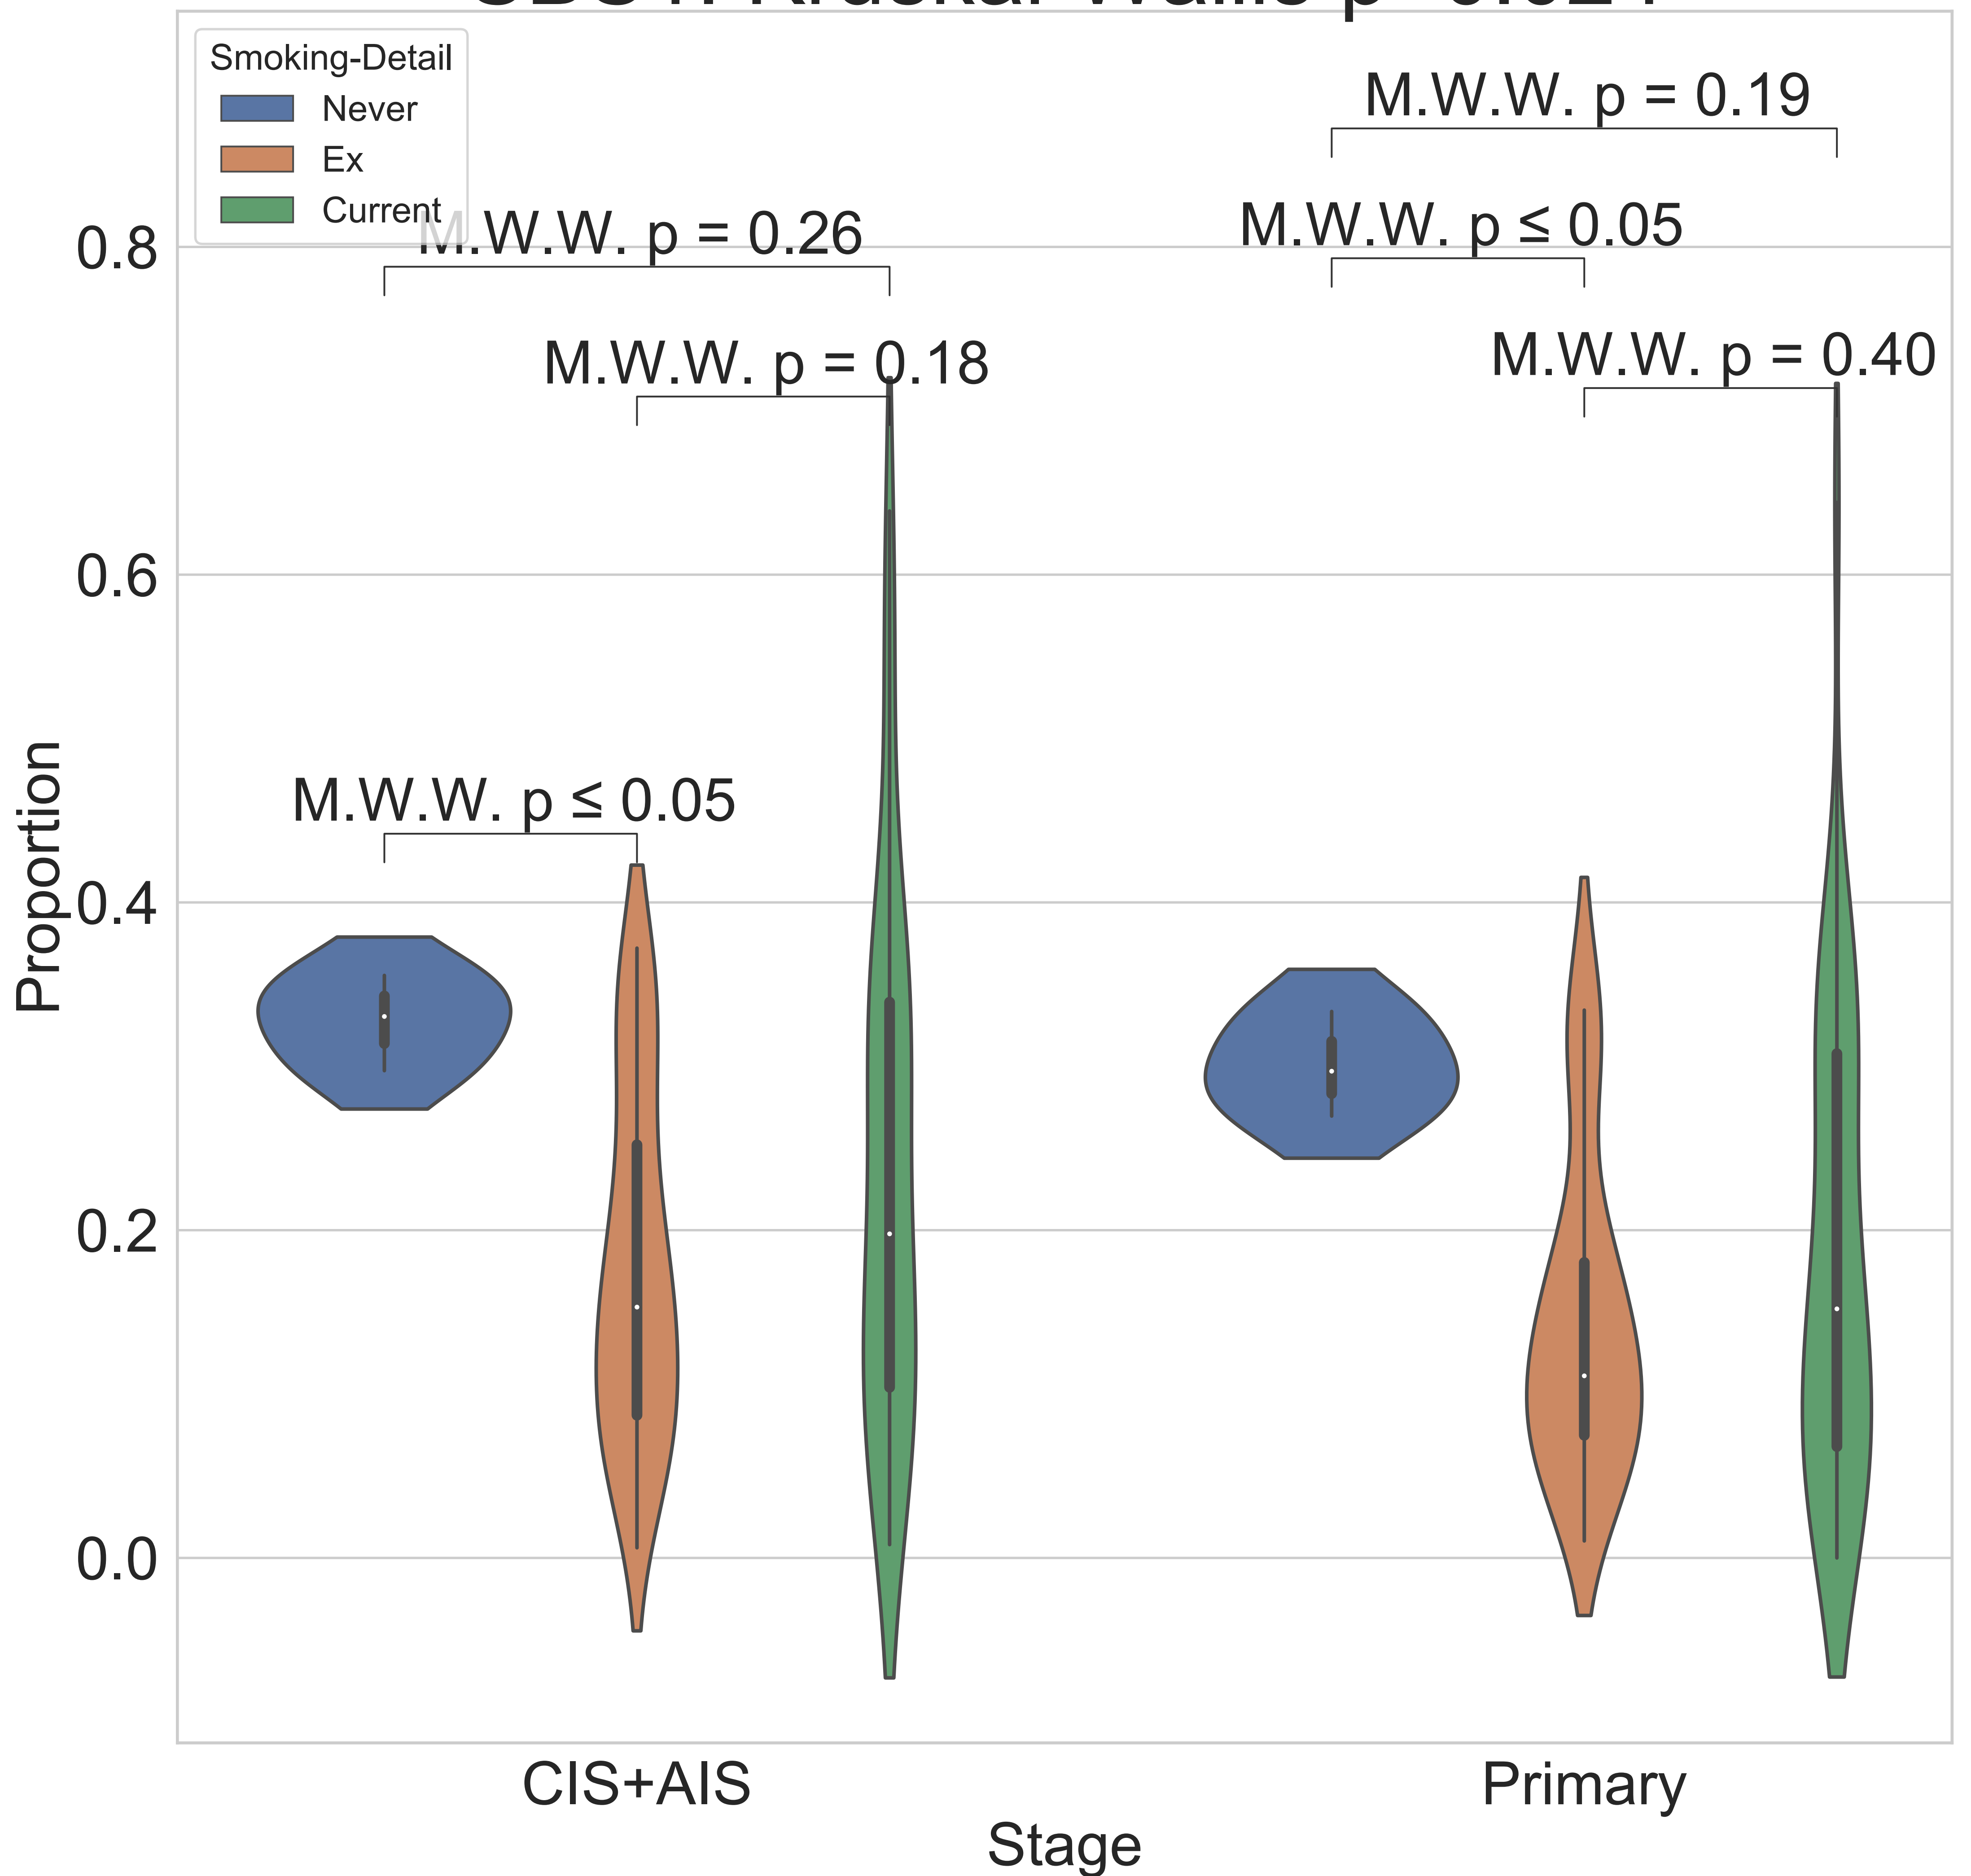 Smoking-Detail
Never
Ex
Current
M.W.W. p = 0.19
M.W.W. p ≤ 0.05
M.W.W. p = 0.26
M.W.W. p = 0.40
M.W.W. p = 0.18
M.W.W. p ≤ 0.05
0.8
0.6
0.4
0.2
0.0
Proportion
CIS+AIS
Primary
Stage